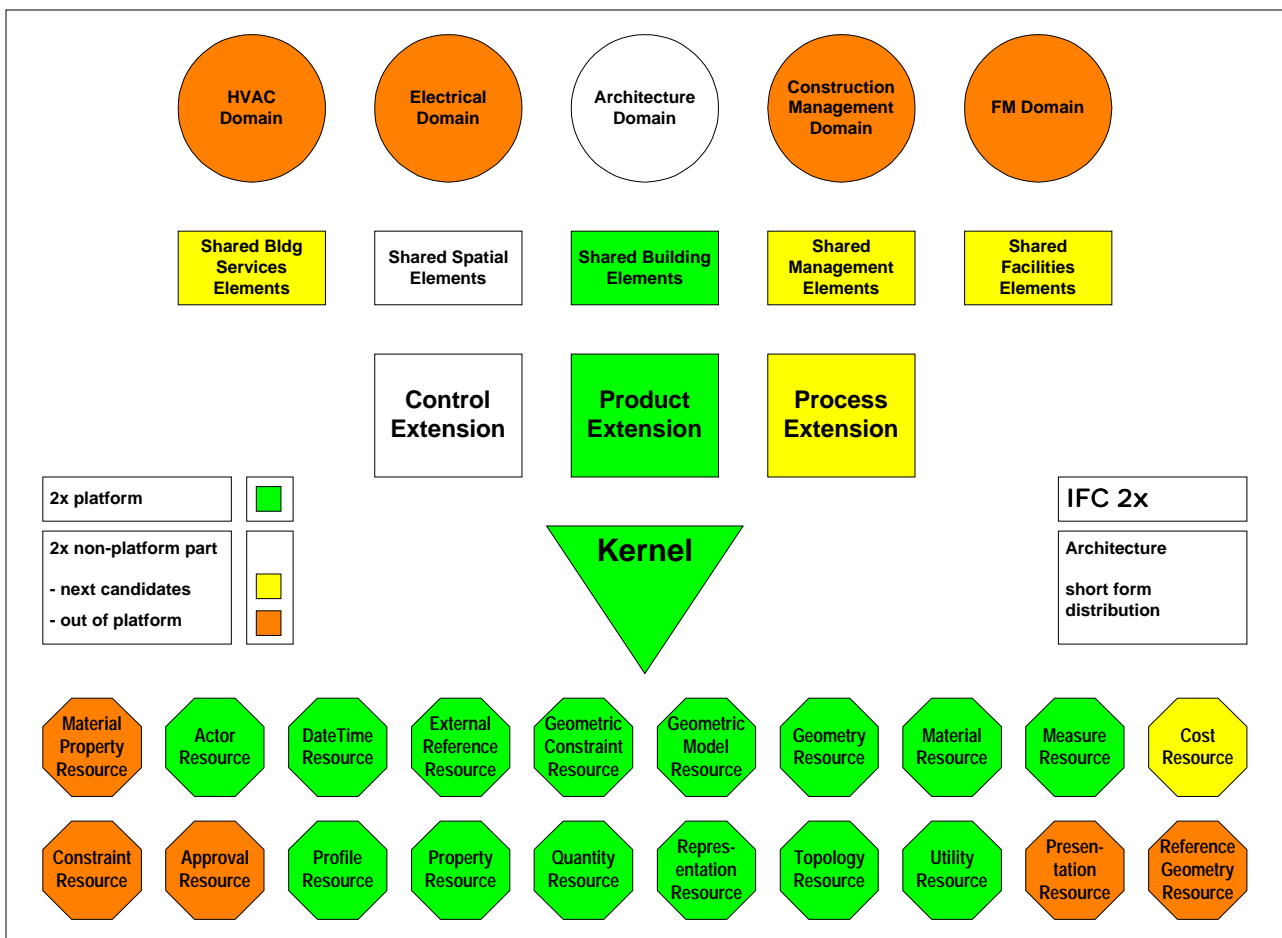 HVAC
Domain
Electrical
Domain
Architecture
Domain
Construction
Management
Domain
FM Domain
Shared Bldg
Services
Elements
Shared Spatial
Elements
Shared Building
Elements
Shared
Management
Elements
Shared
Facilities
Elements
Control
Extension
Product
Extension
Process
Extension
2x platform
2x non-platform part
- next candidates
- out of platform
Kernel
IFC 2x
Architecture
short form
distribution
Material
Property
Resource
Actor
Resource
DateTime
Resource
External
Reference
Resource
Geometric
Constraint
Resource
Geometric
Model
Resource
Geometry
Resource
Material
Resource
Measure
Resource
Cost
Resource
Constraint
Resource
Approval
Resource
Profile
Resource
Property
Resource
Quantity
Resource
Repres-
entation
Resource
Topology
Resource
Utility
Resource
Presen-
tation
Resource
Reference
Geometry
Resource